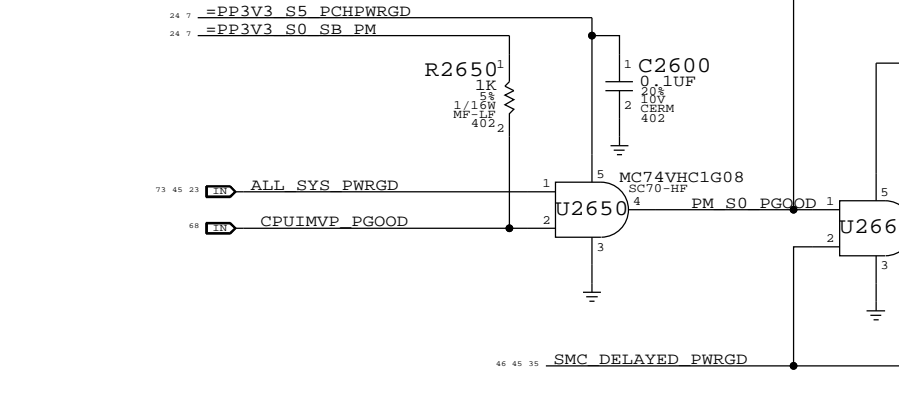 24 7 =PP3V3_S5_PCHPWRGD
24 7 =PP3V3_S0_SB_PM
R2650 1
1K
5%
1/16W
MF-LF
402 2
1 C2600
0.1UF
20%
10V
2 CERM
402
5 MC74VHC1G08
SC70-HF
73 45 23 IN ALL_SYS_PWRGD 1
U2650 4 PM_S0_PGOOD 1
68 IN CPUIMVP_PGOOD 2
3
5
U266
2
3
46 45 35 SMC_DELAYED_PWRGD